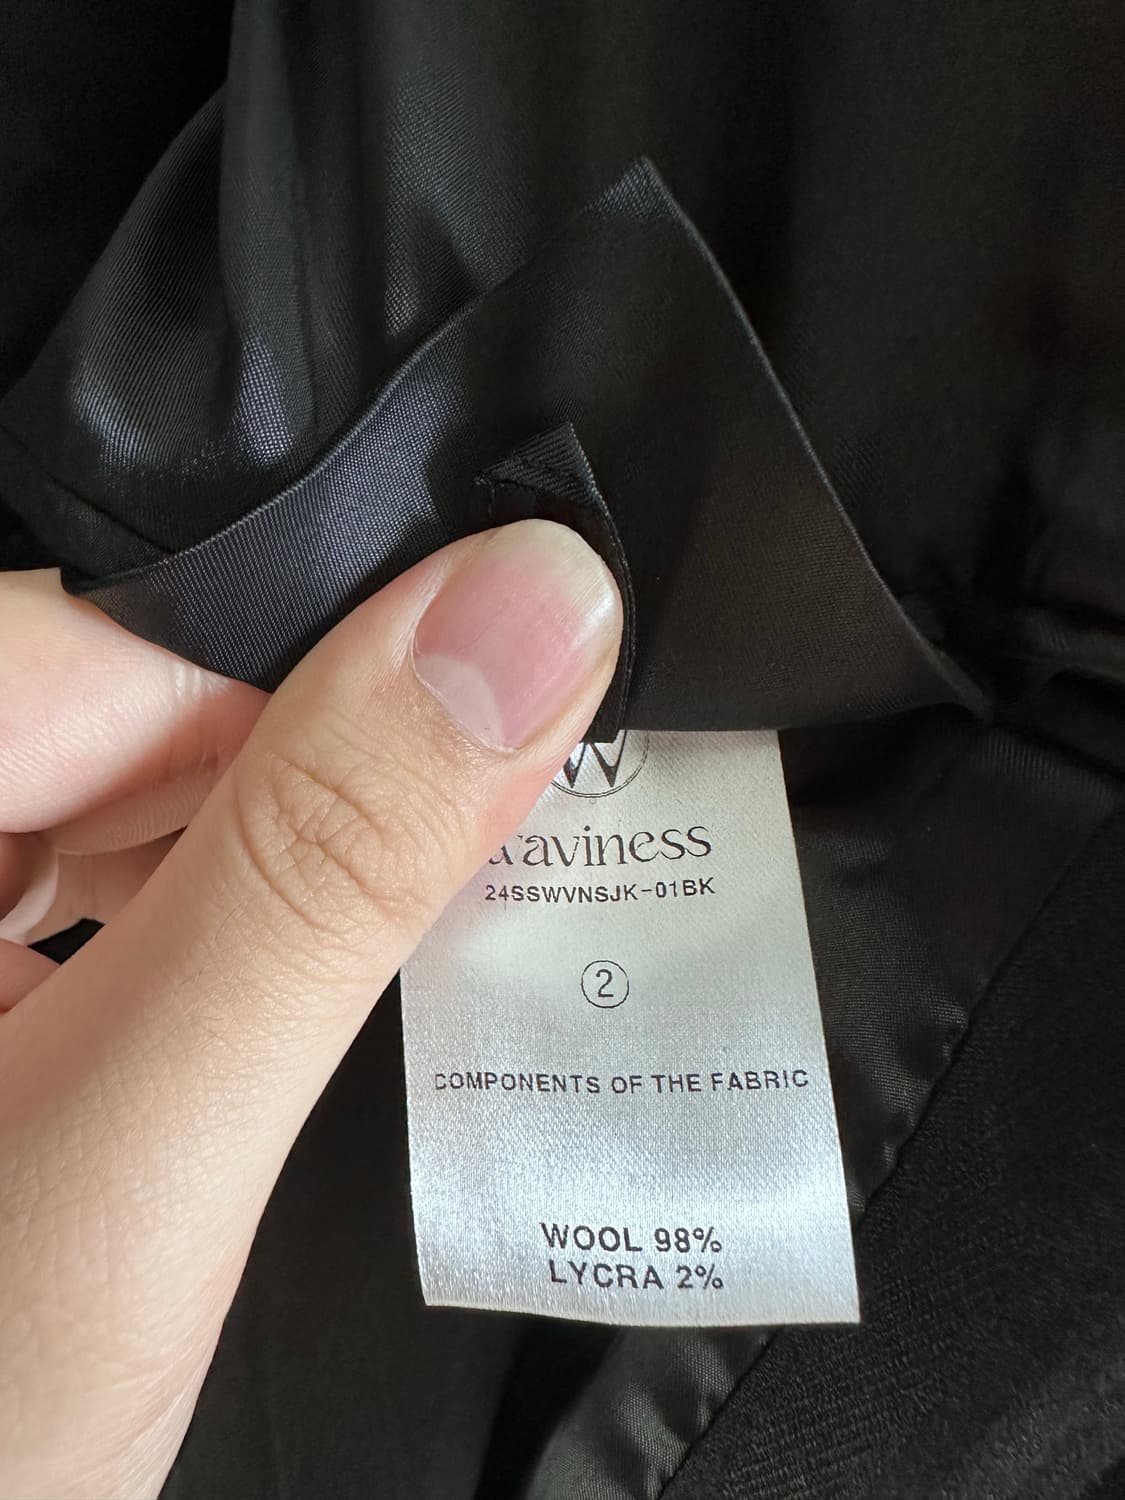 W
waviness
24SSWVNSJK-01BK
2
COMPONENTS OF THE FABRIC
WOOL 98%
LYCRA 2%